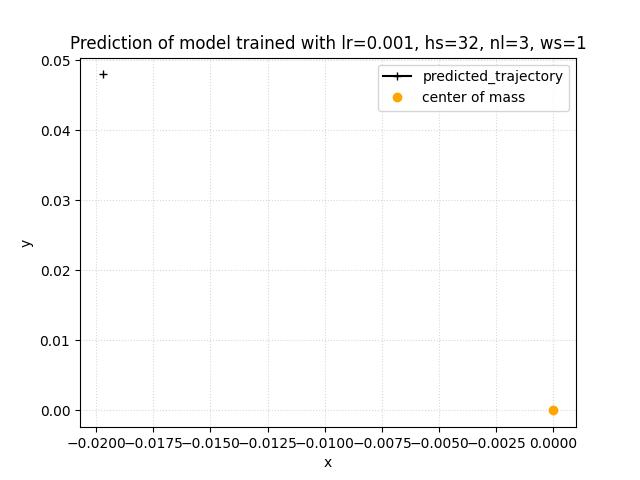 Prediction of model trained with lr=0.001, hs=32, nl=3, ws=1
predicted_trajectory
center of mass
0.05
0.04
0.03
0.02
0.01
0.00
y
−0.0200 −0.0175 −0.0150 −0.0125 −0.0100 −0.0075 −0.0050 −0.0025 0.0000
x